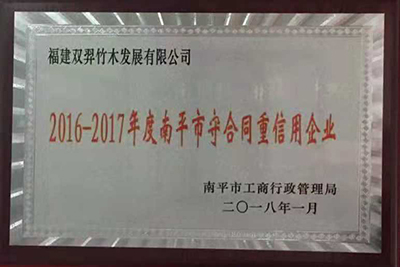 福建双羿竹木发展有限公司
2016-2017年度南平市守合同重信用企业
南平市工商行政管理局
二〇一八年一月